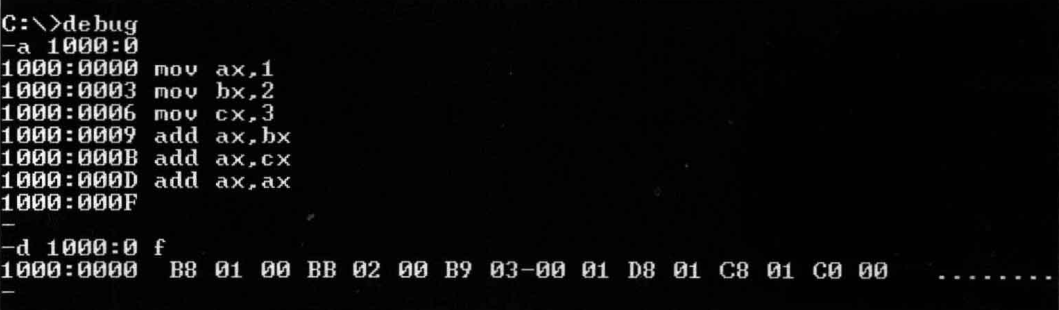 C:\>debug
-a 1000:0
1000:0000 mov ax,1
1000:0003 mov bx,2
1000:0006 mov cx,3
1000:0009 add ax,bx
1000:000B add ax,cx
1000:000D add ax,ax
1000:000F
-
-d 1000:0 f
1000:0000  B8 01 00 BB 02 00 B9 03-00 01 D8 01 C8 01 C0 00   ........
-